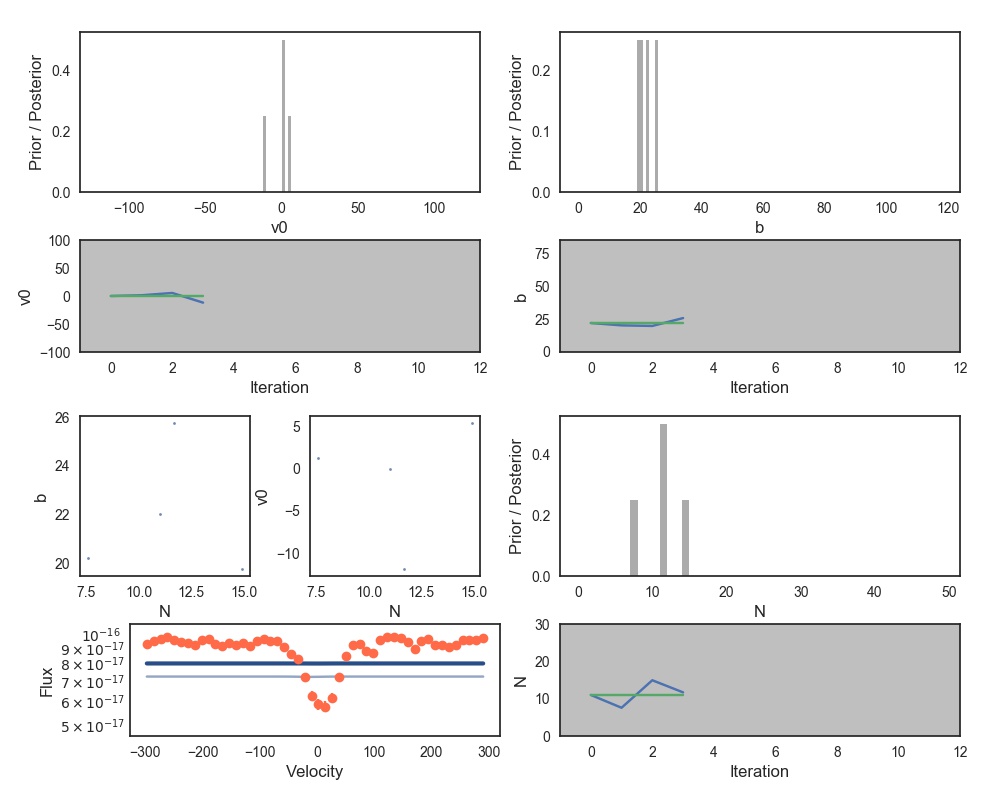 Prior / Posterior
0.4
0.2
0.0
−100 −50 0 50 100
v0
Prior / Posterior
0.2
0.1
0.0
0 20 40 60 80 100 120
b
v0
100
50
0
−50
−100
0 2 4 6 8 10 12
Iteration
b
75
50
25
0
0 2 4 6 8 10 12
Iteration
b
26
24
22
20
7.5 10.0 12.5 15.0
N
v0
5
0
−5
−10
7.5 10.0 12.5 15.0
N
Prior / Posterior
0.4
0.2
0.0
0 10 20 30 40 50
N
Flux
10⁻¹⁶
9 × 10⁻¹⁷
8 × 10⁻¹⁷
7 × 10⁻¹⁷
6 × 10⁻¹⁷
5 × 10⁻¹⁷
−300 −200 −100 0 100 200 300
Velocity
N
30
20
10
0
0 2 4 6 8 10 12
Iteration